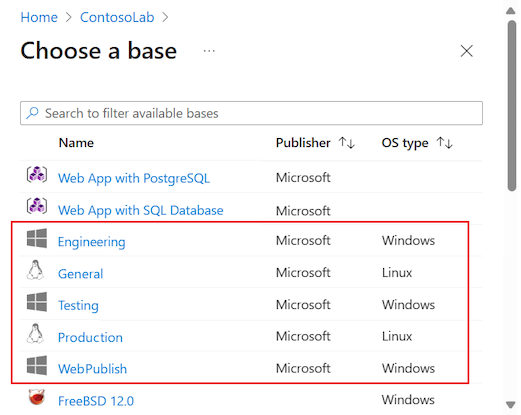 Home > ContosoLab >
Choose a base ...
Search to filter available bases
Name Publisher ↑↓ OS type ↑↓
Web App with PostgreSQL Microsoft
Web App with SQL Database Microsoft
Engineering Microsoft Windows
General Microsoft Linux
Testing Microsoft Windows
Production Microsoft Linux
WebPublish Microsoft Windows
FreeBSD 12.0 Windows